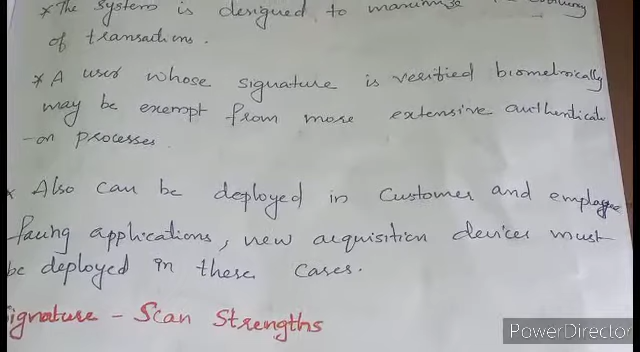 * The system is designed to maximize
of transactions.
* A user whose signature is verified biometrically
may be exempt from more extensive authenticati
-on processes.
* Also can be deployed in customer and employee
facing applications, new acquisition devices must
be deployed in these cases.
Signature - Scan Strengths
PowerDirector